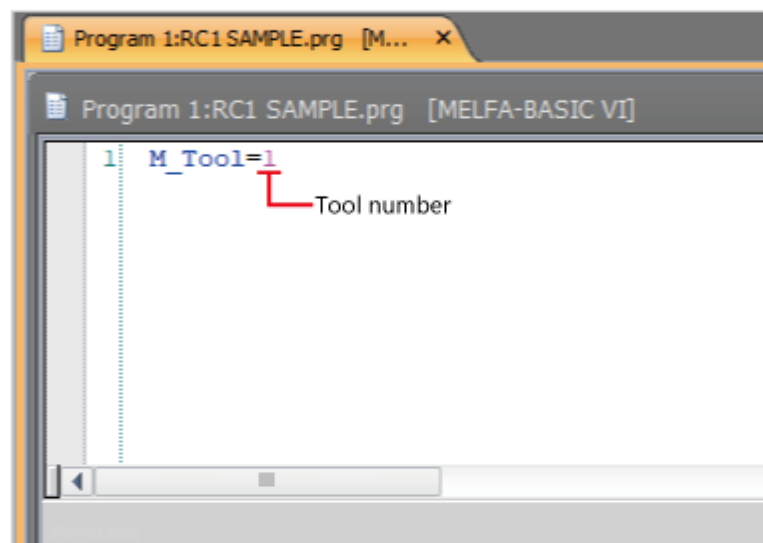 Program 1:RC1 SAMPLE.prg [M... ×
Program 1:RC1 SAMPLE.prg [MELFA-BASIC VI]
1 M_Tool=1
Tool number